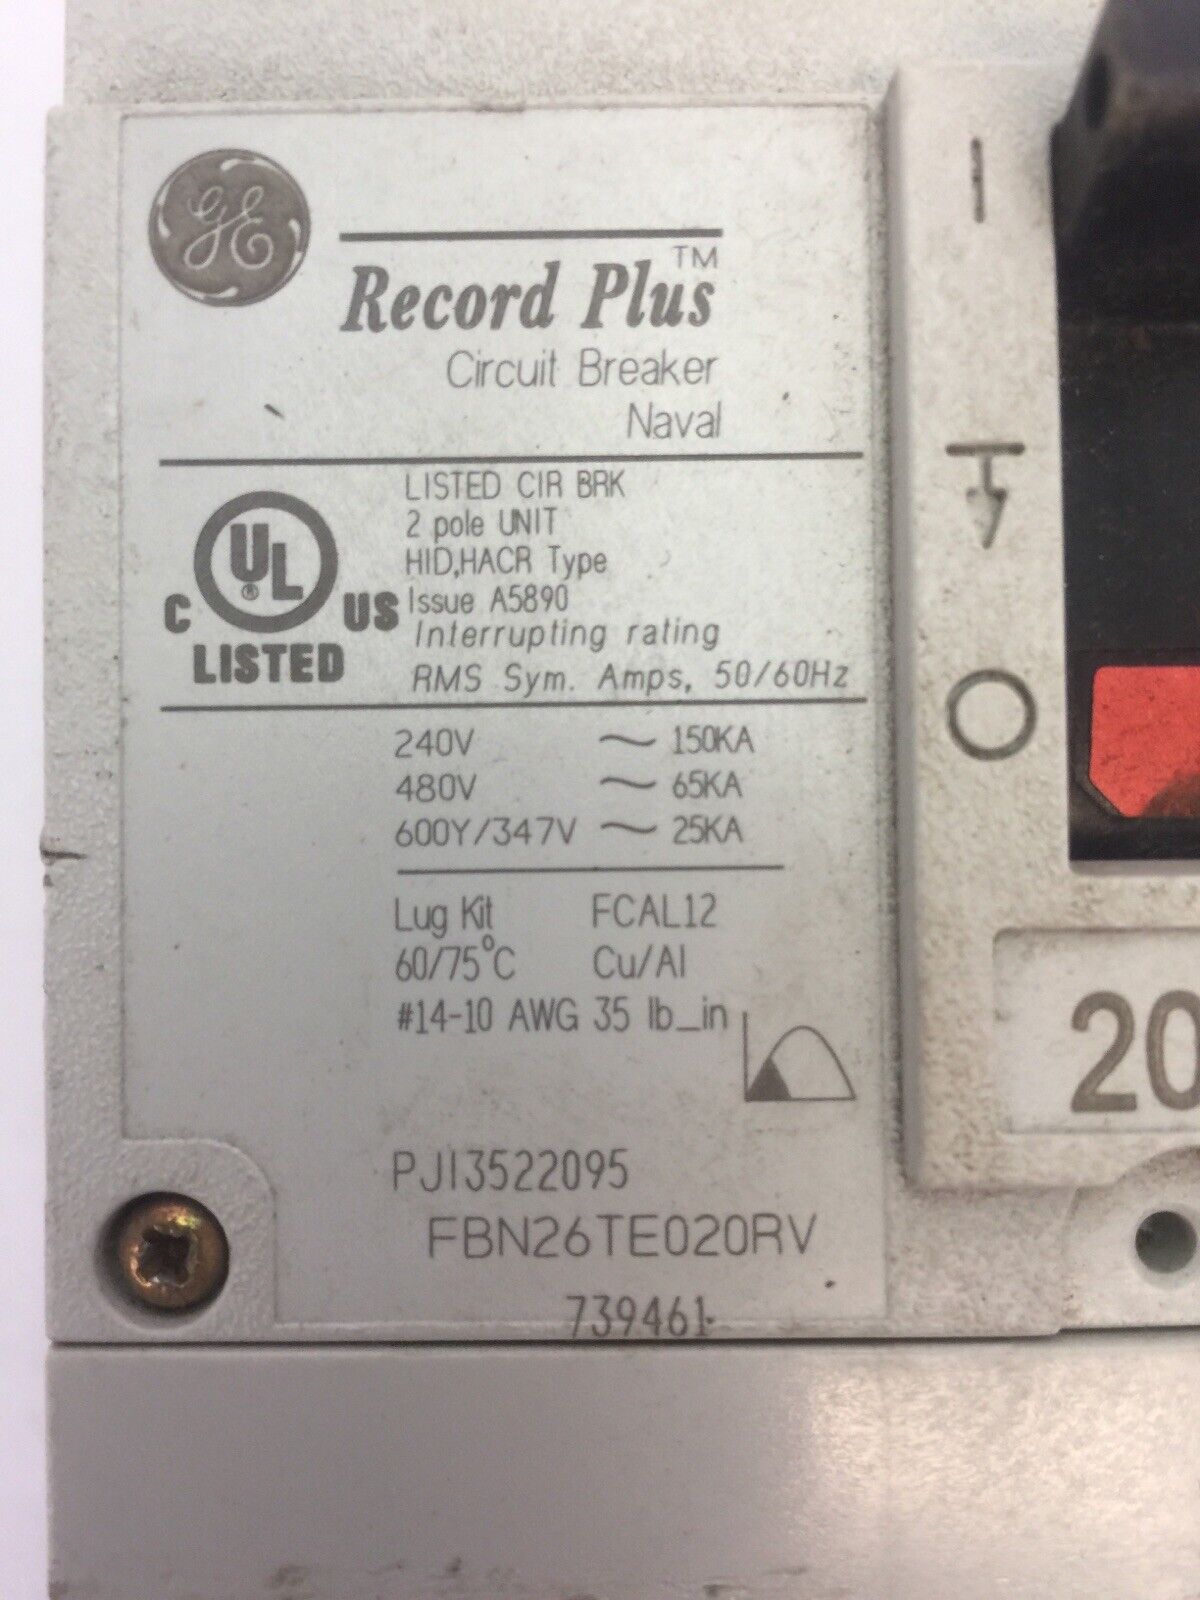 GE
Record Plus™
Circuit Breaker
Naval
C UL® US
LISTED
LISTED CIR BRK
2 pole UNIT
HID,HACR Type
Issue A5890
Interrupting rating
RMS Sym. Amps, 50/60Hz
240V ~ 150KA
480V ~ 65KA
600Y/347V ~ 25KA
Lug Kit FCAL12
60/75°C Cu/Al
#14-10 AWG 35 lb_in
PJI3522095
FBN26TE020RV
739461
I
O
20